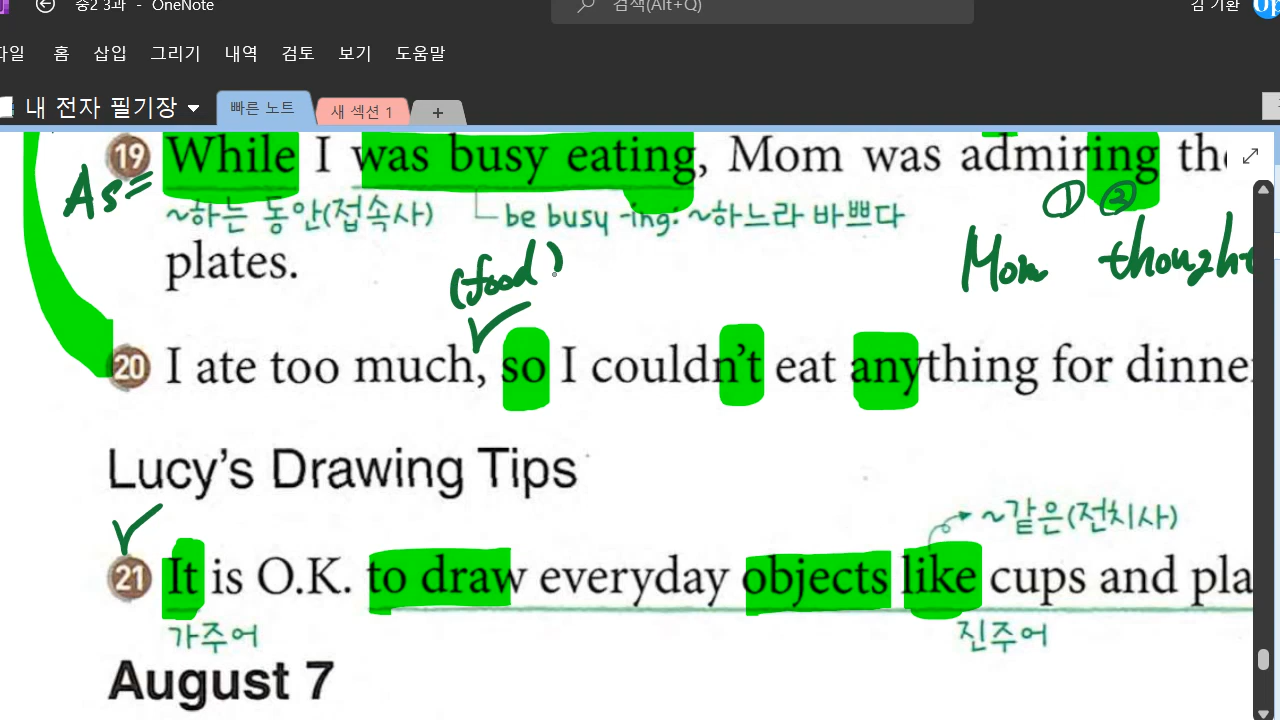 중2 3과 - OneNote
검색(Alt+Q)
김 기환
파일 홈 삽입 그리기 내역 검토 보기 도움말
내 전자 필기장
빠른 노트
새 섹션 1
+
19 While I was busy eating, Mom was admiring the
As=
~하는 동안(접속사)
be busy -ing: ~하느라 바쁘다
① ②
plates.
(food)
Mom thought
20 I ate too much, so I couldn't eat anything for dinne
Lucy's Drawing Tips
~같은(전치사)
21 It is O.K. to draw everyday objects like cups and pla
가주어
진주어
August 7